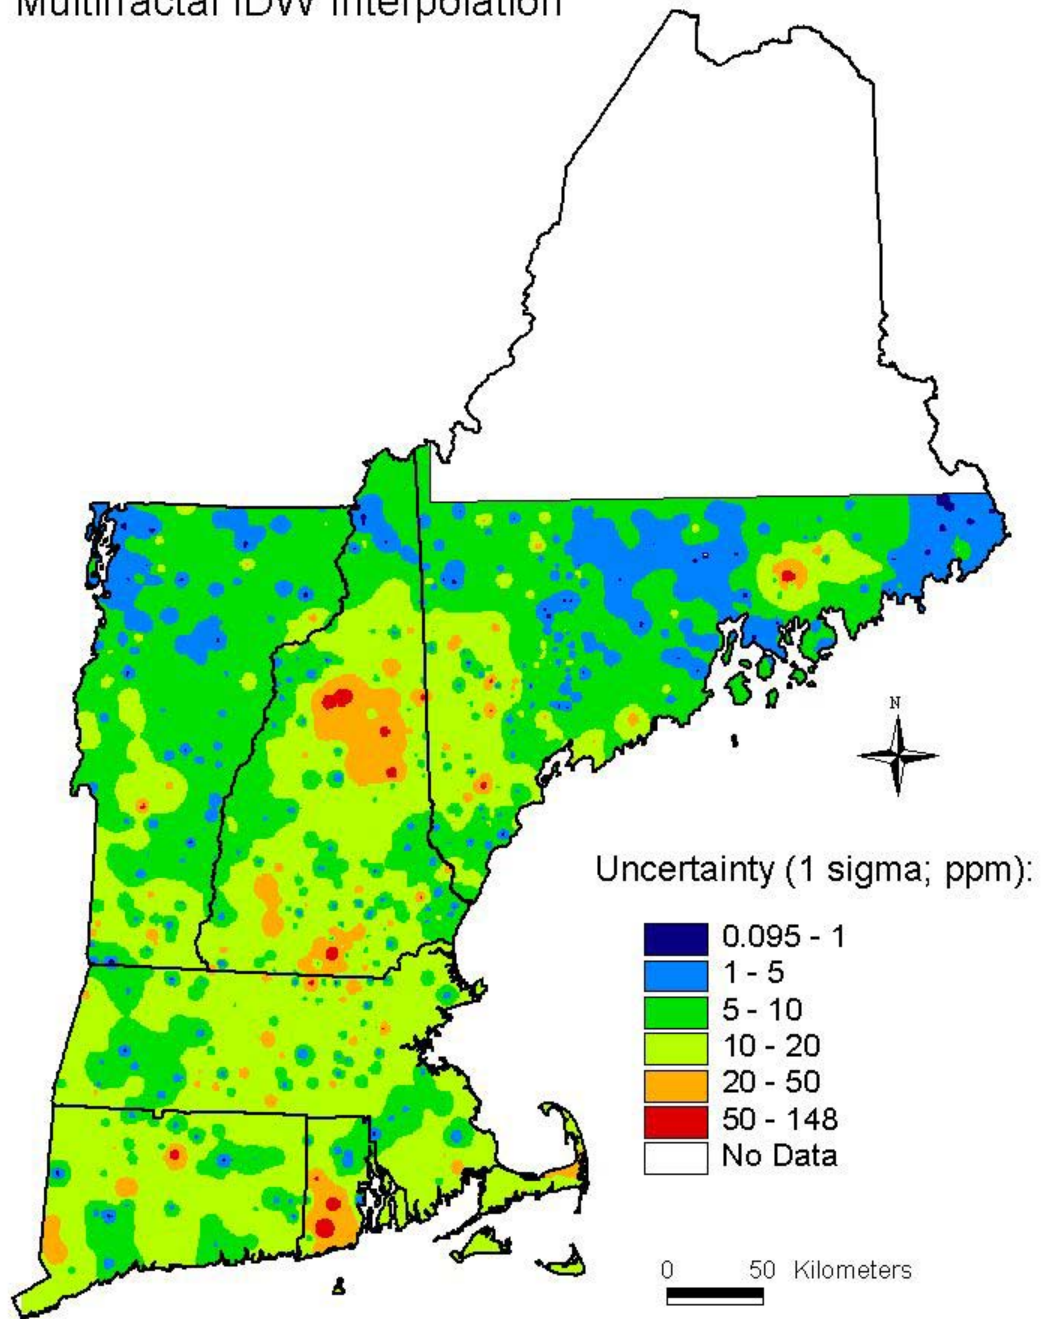 Multifractal IDW Interpolation
N
Uncertainty (1 sigma; ppm):
0.095 - 1
1 - 5
5 - 10
10 - 20
20 - 50
50 - 148
No Data
0 50 Kilometers